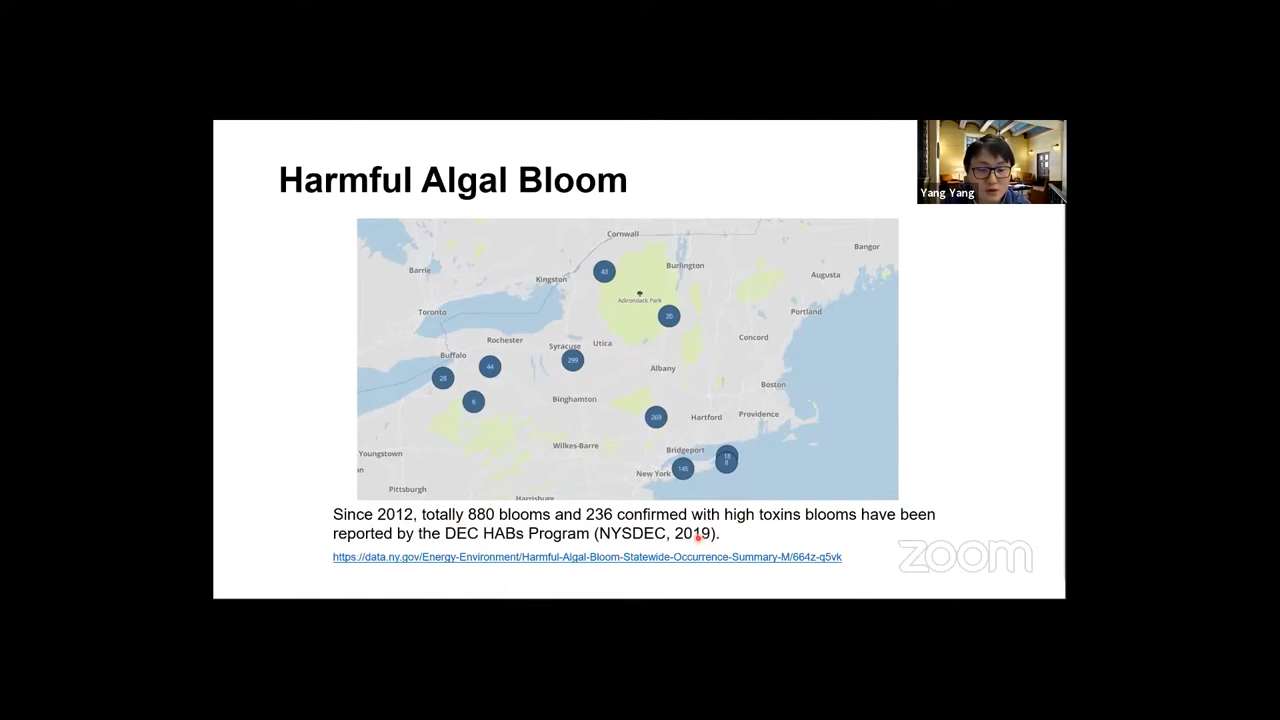 Harmful Algal Bloom
Yang Yang
Cornwall
Bangor
Barrie
Burlington
Augusta
Kingston
43
Adirondack Park
Toronto
20
Portland
Rochester
Syracuse
Utica
Concord
Buffalo
44
299
Albany
28
Boston
6
Binghamton
269
Hartford
Providence
Youngstown
Wilkes-Barre
Bridgeport
18
8
New York
145
Pittsburgh
Harrisburg
Since 2012, totally 880 blooms and 236 confirmed with high toxins blooms have been
reported by the DEC HABs Program (NYSDEC, 2019).
https://data.ny.gov/Energy-Environment/Harmful-Algal-Bloom-Statewide-Occurrence-Summary-M/664z-q5vk
zoom